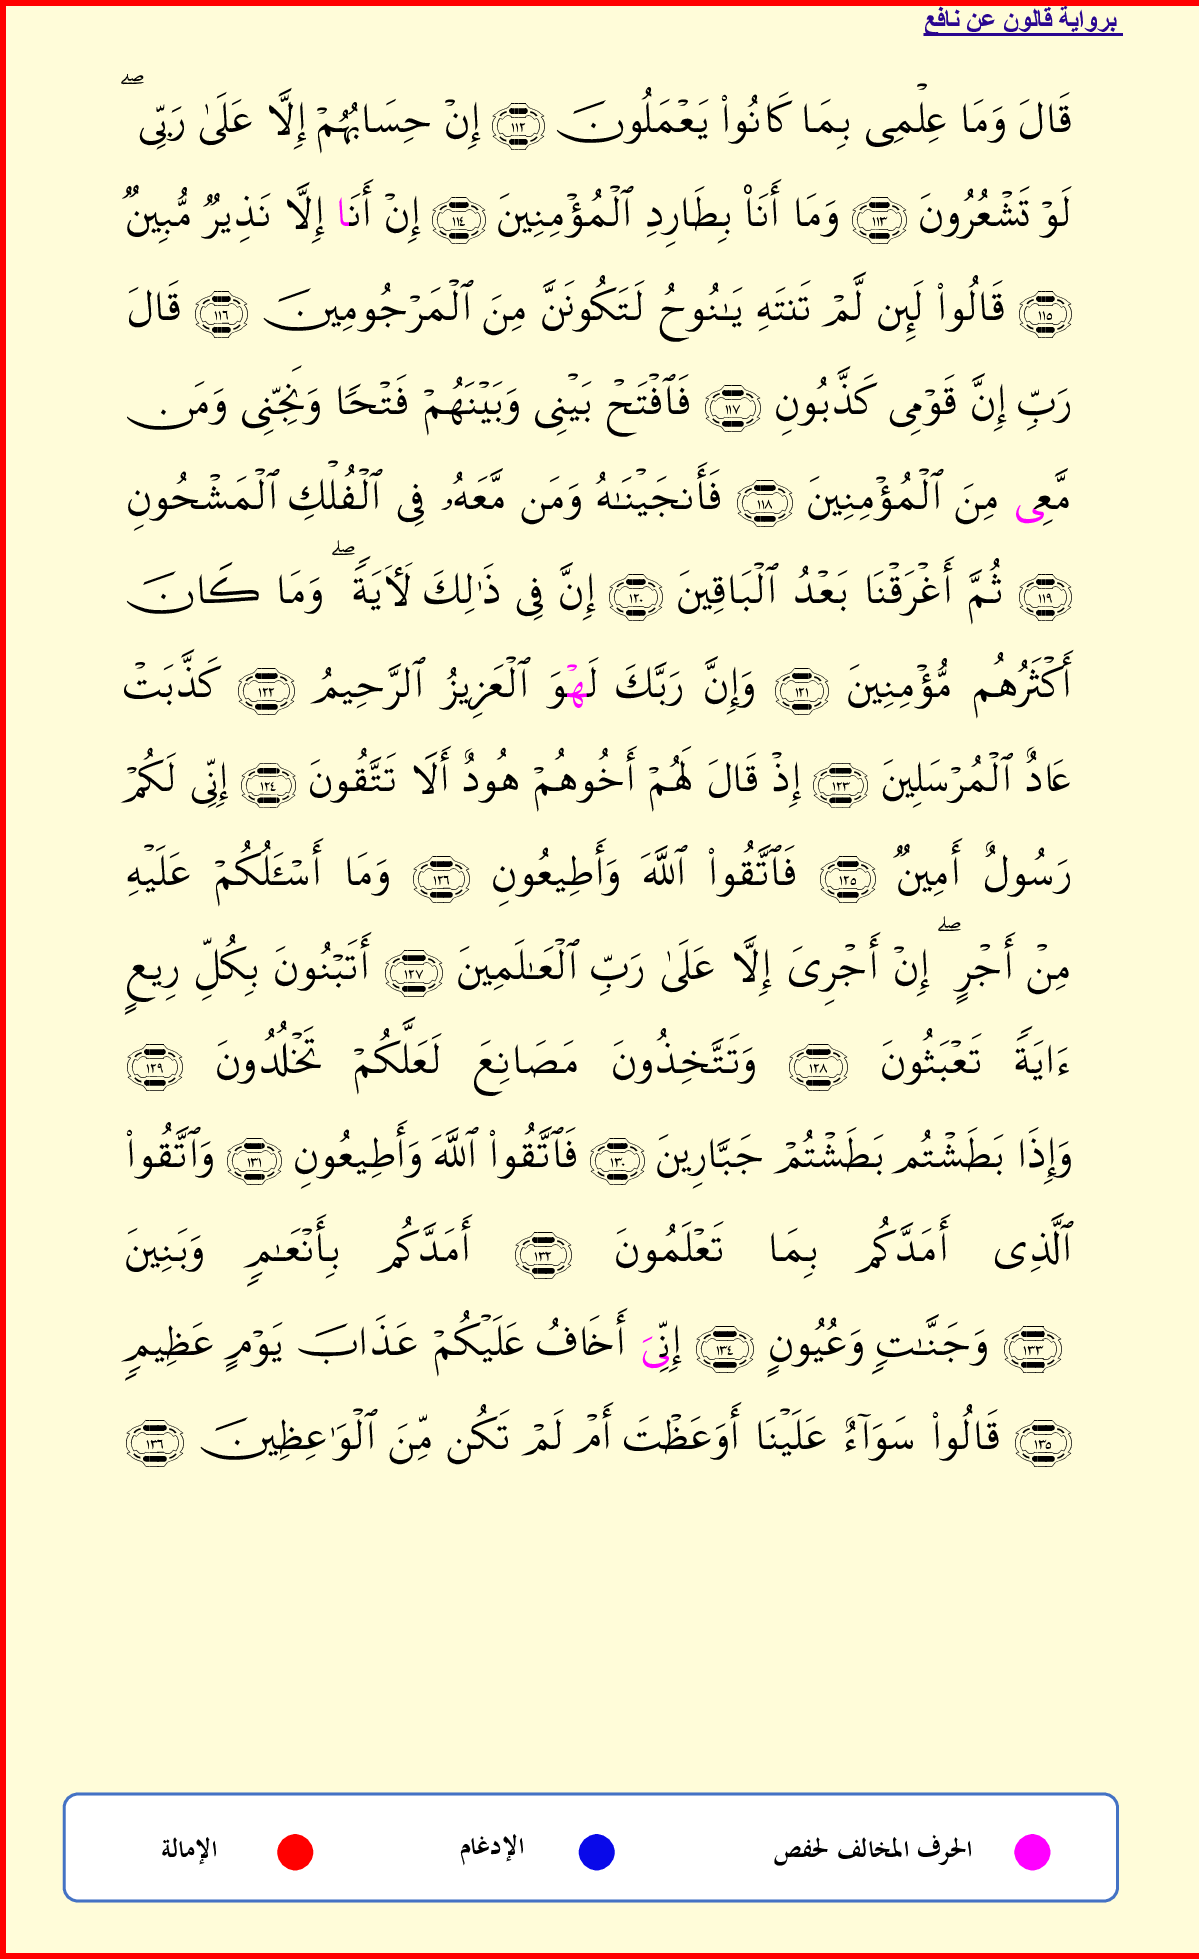 برواية قالون عن نافع
قَالَ وَمَا عِلْمِى بِمَا كَانُواْ يَعْمَلُونَ ١١٢ إِنْ حِسَابُهُمْ إِلَّا عَلَىٰ رَبِّى ۖ
لَوْ تَشْعُرُونَ ١١٣ وَمَا أَنَا۠ بِطَارِدِ ٱلْمُؤْمِنِينَ ١١٤ إِنْ أَنَا إِلَّا نَذِيرٌ مُّبِينٌ
١١٥ قَالُواْ لَئِن لَّمْ تَنتَهِ يَـٰنُوحُ لَتَكُونَنَّ مِنَ ٱلْمَرْجُومِينَ ١١٦ قَالَ
رَبِّ إِنَّ قَوْمِى كَذَّبُونِ ١١٧ فَٱفْتَحْ بَيْنِى وَبَيْنَهُمْ فَتْحًا وَنَجِّنِى وَمَن
مَّعِى مِنَ ٱلْمُؤْمِنِينَ ١١٨ فَأَنجَيْنَـٰهُ وَمَن مَّعَهُۥ فِى ٱلْفُلْكِ ٱلْمَشْحُونِ
١١٩ ثُمَّ أَغْرَقْنَا بَعْدُ ٱلْبَاقِينَ ١٢٠ إِنَّ فِى ذَٰلِكَ لَأَيَةً ۖ وَمَا كَانَ
أَكْثَرُهُم مُّؤْمِنِينَ ١٢١ وَإِنَّ رَبَّكَ لَهْوَ ٱلْعَزِيزُ ٱلرَّحِيمُ ١٢٢ كَذَّبَتْ
عَادٌ ٱلْمُرْسَلِينَ ١٢٣ إِذْ قَالَ لَهُمْ أَخُوهُمْ هُودٌ أَلَا تَتَّقُونَ ١٢٤ إِنِّى لَكُمْ
رَسُولٌ أَمِينٌ ١٢٥ فَٱتَّقُواْ ٱللَّهَ وَأَطِيعُونِ ١٢٦ وَمَا أَسْـَٔلُكُمْ عَلَيْهِ
مِنْ أَجْرٍ ۖ إِنْ أَجْرِىَ إِلَّا عَلَىٰ رَبِّ ٱلْعَـٰلَمِينَ ١٢٧ أَتَبْنُونَ بِكُلِّ رِيعٍ
ءَايَةً تَعْبَثُونَ ١٢٨ وَتَتَّخِذُونَ مَصَانِعَ لَعَلَّكُمْ تَخْلُدُونَ ١٢٩
وَإِذَا بَطَشْتُم بَطَشْتُمْ جَبَّارِينَ ١٣٠ فَٱتَّقُواْ ٱللَّهَ وَأَطِيعُونِ ١٣١ وَٱتَّقُواْ
ٱلَّذِى أَمَدَّكُم بِمَا تَعْلَمُونَ ١٣٢ أَمَدَّكُم بِأَنْعَـٰمٍ وَبَنِينَ
١٣٣ وَجَنَّـٰتٍ وَعُيُونٍ ١٣٤ إِنِّىَ أَخَافُ عَلَيْكُمْ عَذَابَ يَوْمٍ عَظِيمٍ
١٣٥ قَالُواْ سَوَآءٌ عَلَيْنَا أَوَعَظْتَ أَمْ لَمْ تَكُن مِّنَ ٱلْوَٰعِظِينَ ١٣٦
الحرف المخالف لحفص الإدغام الإمالة